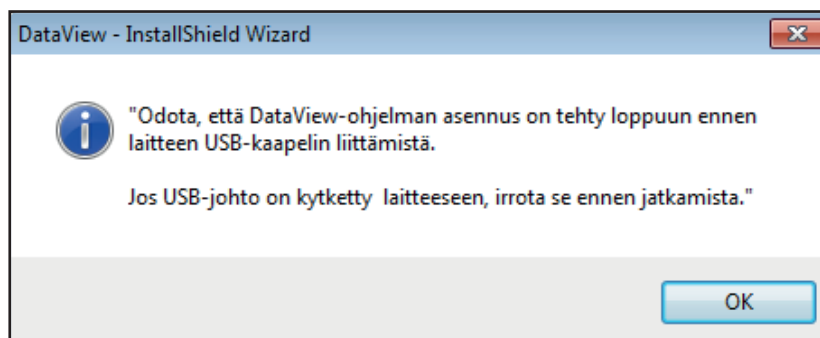 DataView - InstallShield Wizard
"Odota, että DataView-ohjelman asennus on tehty loppuun ennen
laitteen USB-kaapelin liittämistä.
Jos USB-johto on kytketty  laitteeseen, irrota se ennen jatkamista."
OK